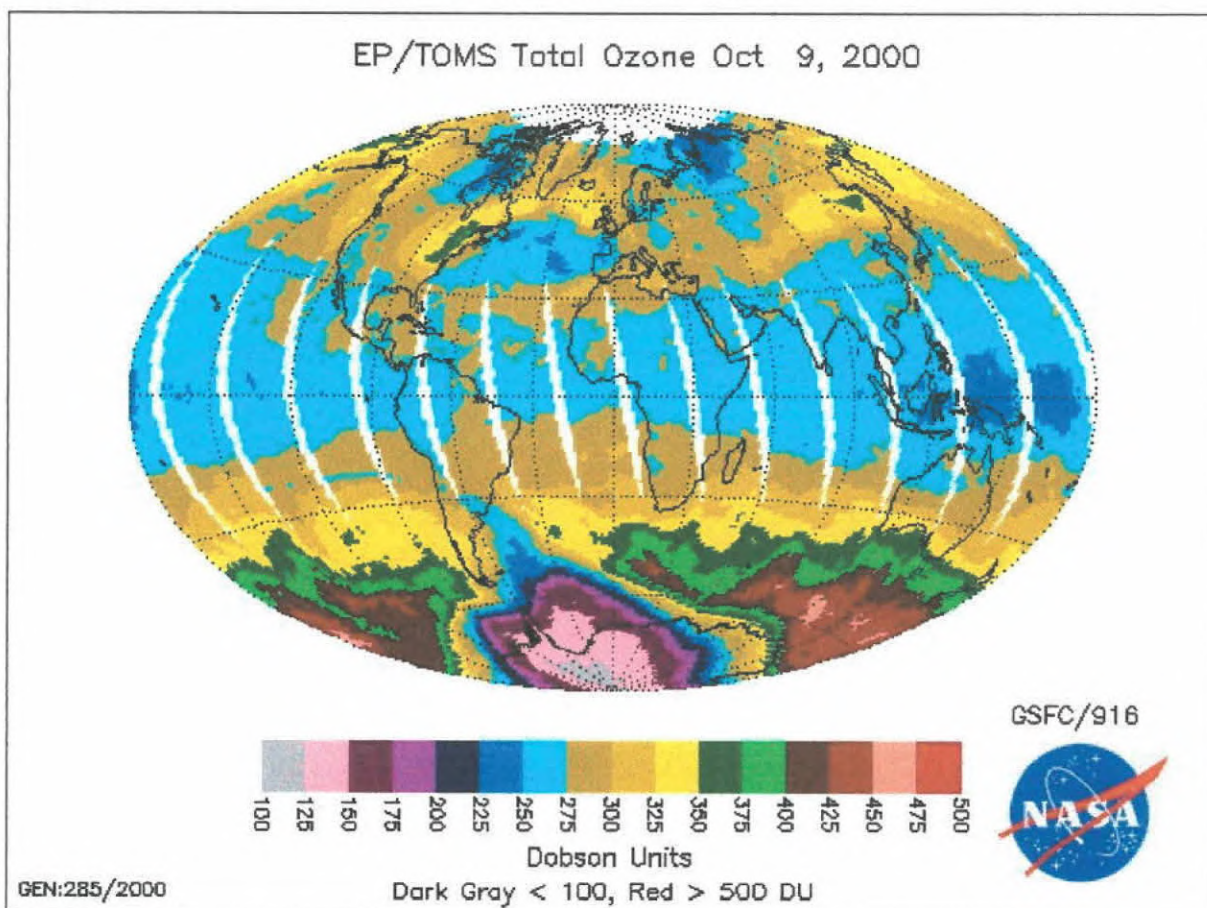 EP/TOMS Total Ozone Oct 9, 2000
GSFC/916
NASA
100 125 150 175 200 225 250 275 300 325 350 375 400 425 450 475 500
Dobson Units
GEN:285/2000
Dark Gray < 100, Red > 500 DU